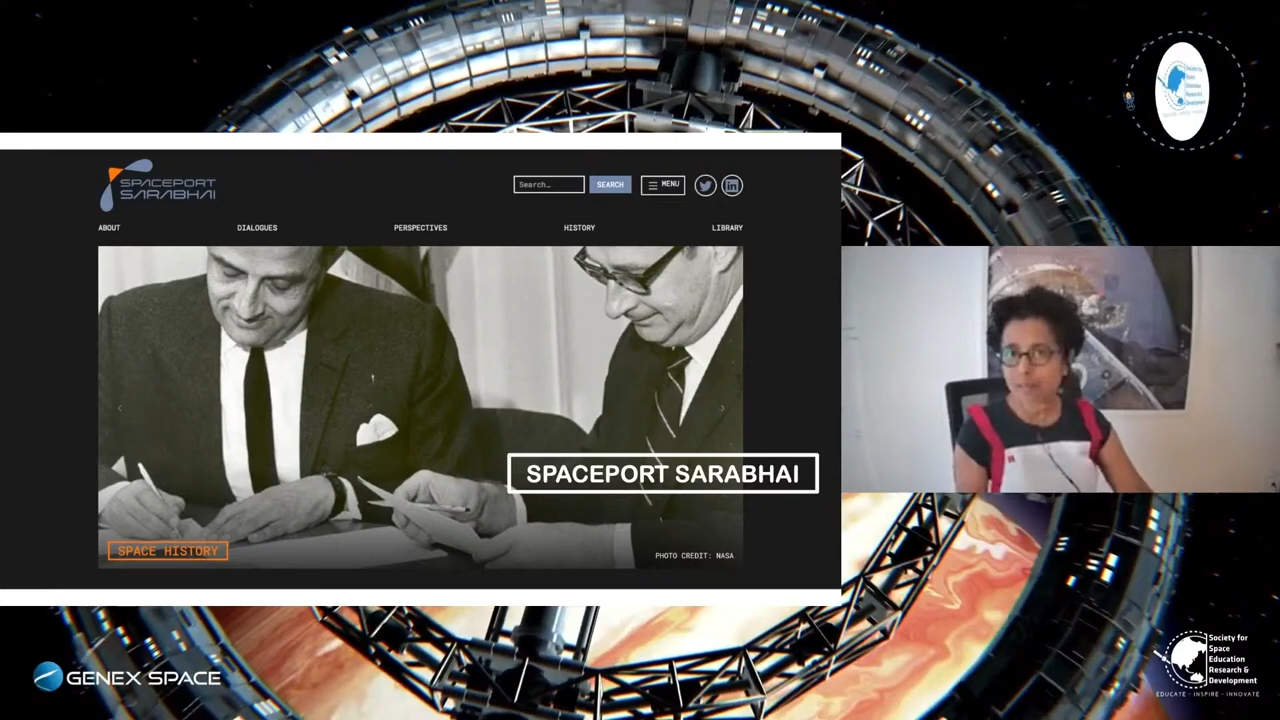 SPACEPORT
SARABHAI
Search...
SEARCH
MENU
ABOUT
DIALOGUES
PERSPECTIVES
HISTORY
LIBRARY
SPACEPORT SARABHAI
SPACE HISTORY
PHOTO CREDIT: NASA
GENEX SPACE
Society for
Space
Education
Research &
Development
EDUCATE - INSPIRE - INNOVATE